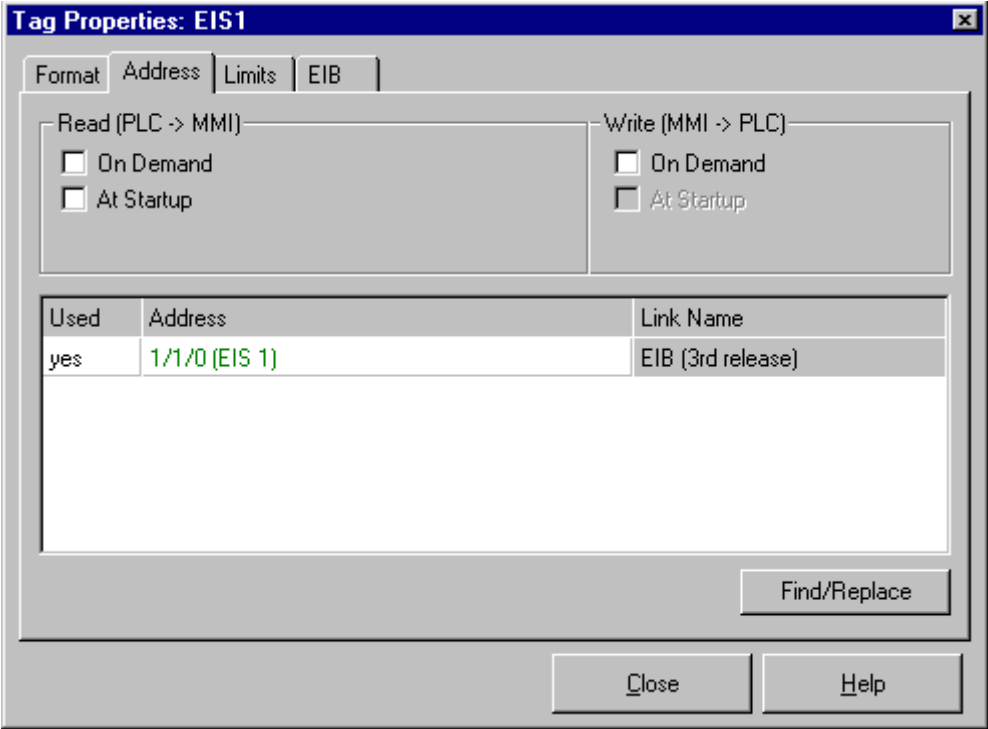 Tag Properties: EIS1
Format Address Limits EIB
Read (PLC -> MMI) Write (MMI -> PLC)
On Demand On Demand
At Startup At Startup
Used Address Link Name
yes 1/1/0 (EIS 1) EIB (3rd release)
Find/Replace
Close Help